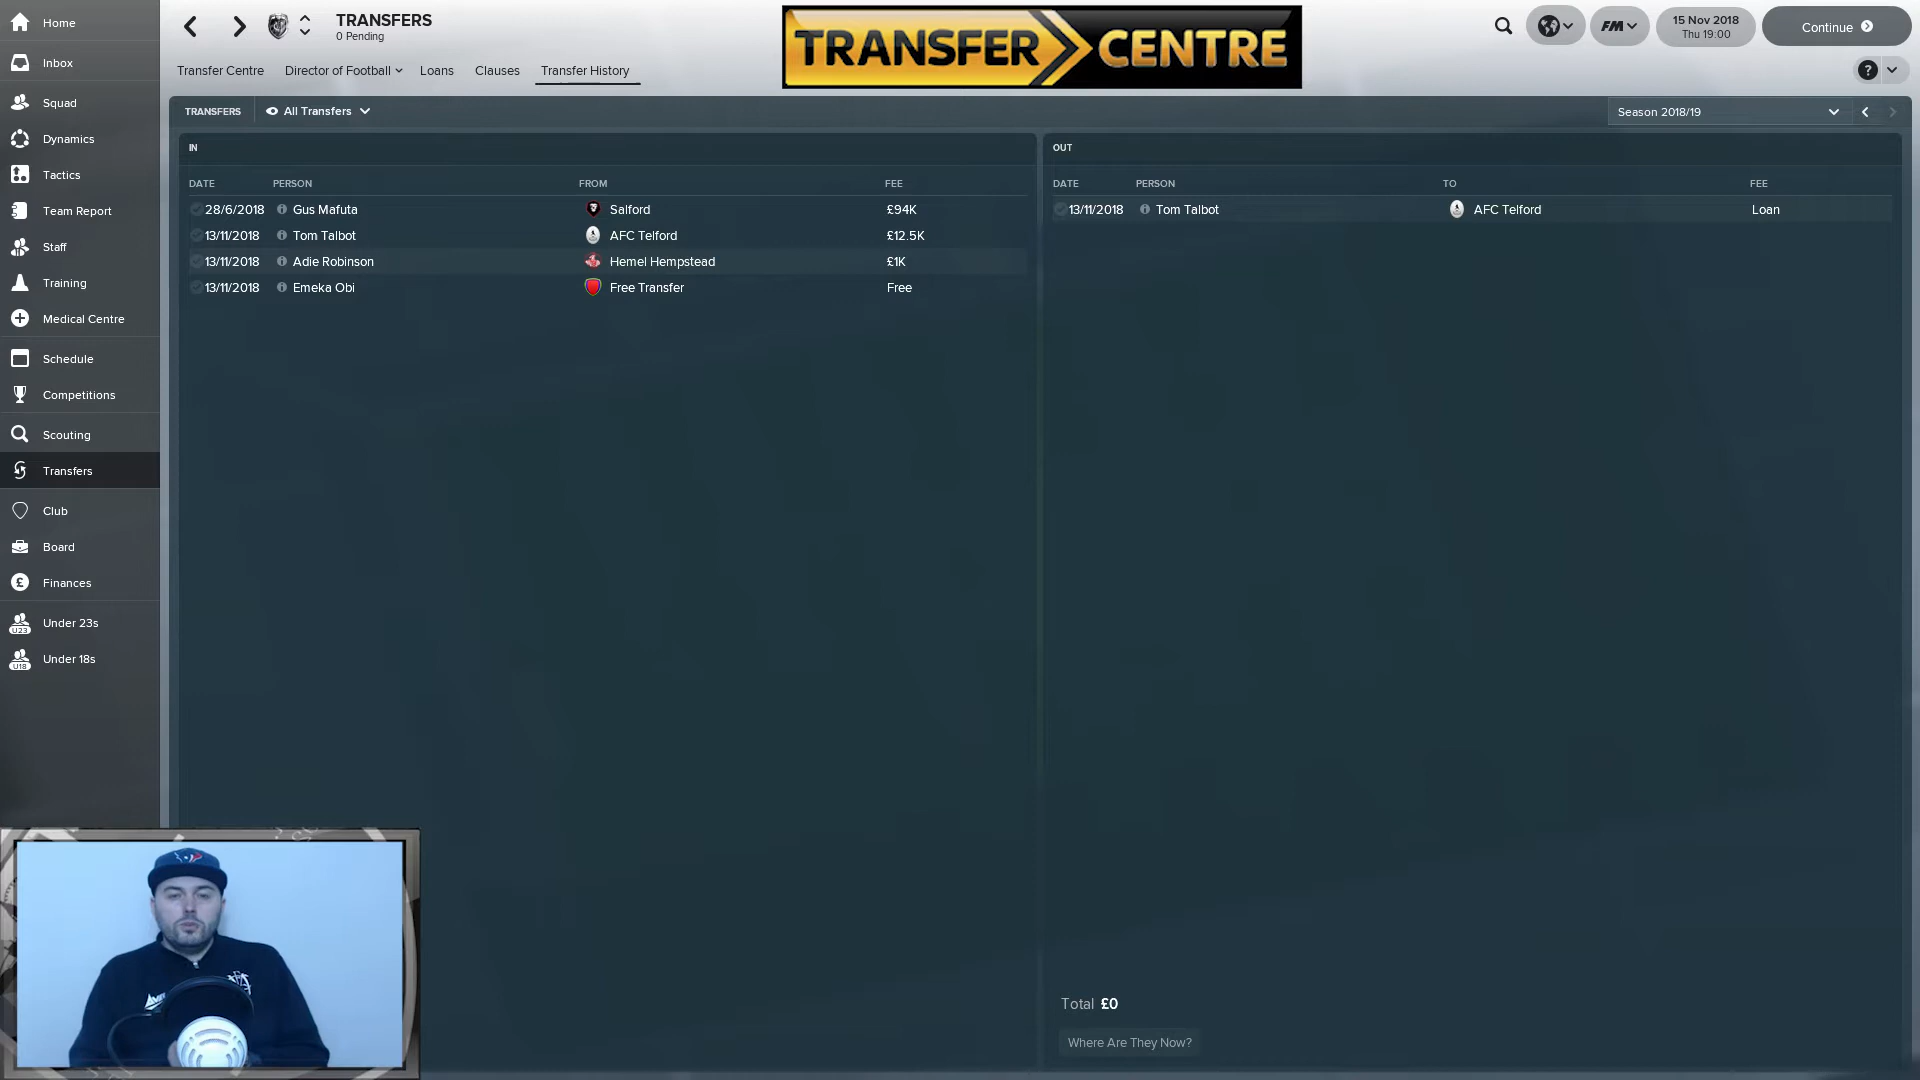 Home
Inbox
Squad
Dynamics
Tactics
Team Report
Staff
Training
Medical Centre
Schedule
Competitions
Scouting
Transfers
Club
Board
Finances
U23
Under 23s
U18
Under 18s
TRANSFERS
0 Pending
TRANSFER CENTRE
FM
15 Nov 2018
Thu 19:00
Continue
Transfer Centre Director of Football Loans Clauses Transfer History
?
TRANSFERS All Transfers Season 2018/19
IN
DATE PERSON FROM FEE
28/6/2018 Gus Mafuta Salford £94K
13/11/2018 Tom Talbot AFC Telford £12.5K
13/11/2018 Adie Robinson Hemel Hempstead £1K
13/11/2018 Emeka Obi Free Transfer Free
OUT
DATE PERSON TO FEE
13/11/2018 Tom Talbot AFC Telford Loan
Total £0
Where Are They Now?